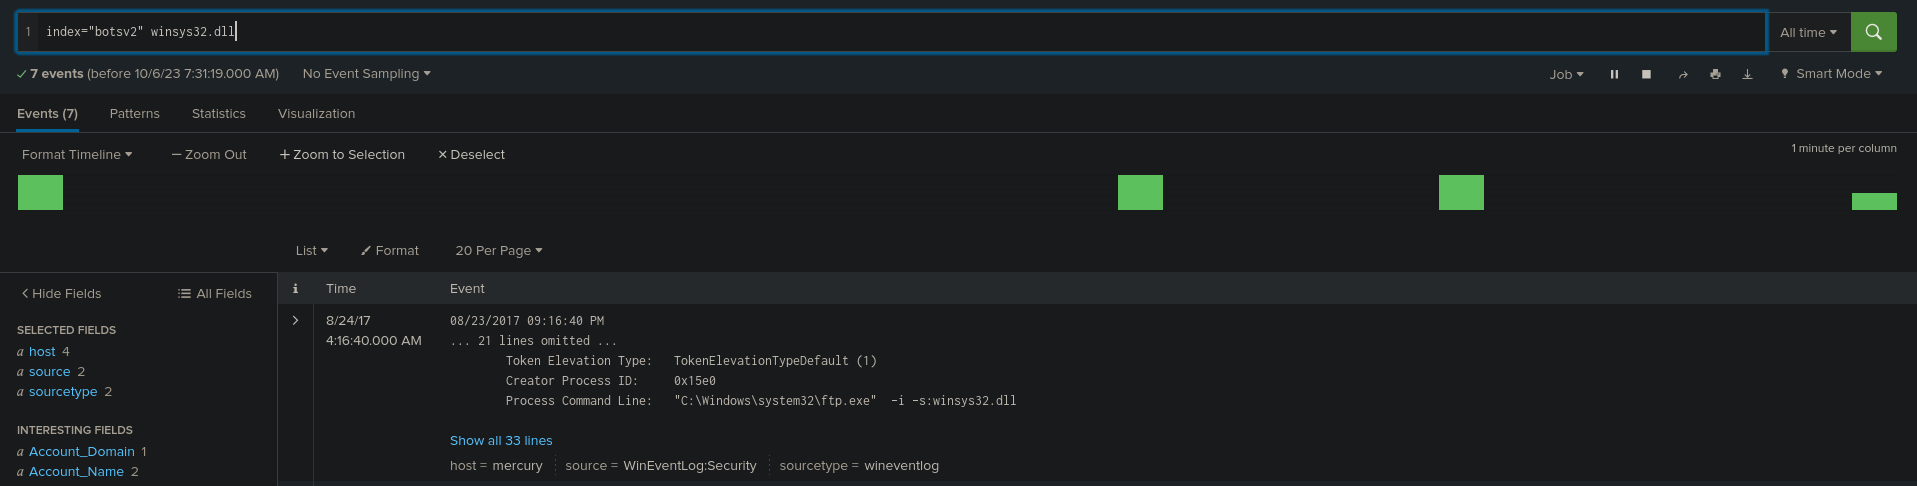 1 index="botsv2" winsys32.dll All time
7 events (before 10/6/23 7:31:19.000 AM) No Event Sampling Job Smart Mode
Events (7) Patterns Statistics Visualization
Format Timeline − Zoom Out + Zoom to Selection × Deselect 1 minute per column
List Format 20 Per Page
< Hide Fields All Fields i Time Event
SELECTED FIELDS
a host 4
a source 2
a sourcetype 2
INTERESTING FIELDS
a Account_Domain 1
a Account_Name 2
> 8/24/17 08/23/2017 09:16:40 PM
4:16:40.000 AM ... 21 lines omitted ...
Token Elevation Type: TokenElevationTypeDefault (1)
Creator Process ID: 0x15e0
Process Command Line: "C:\Windows\system32\ftp.exe" -i -s:winsys32.dll
Show all 33 lines
host = mercury source = WinEventLog:Security sourcetype = wineventlog